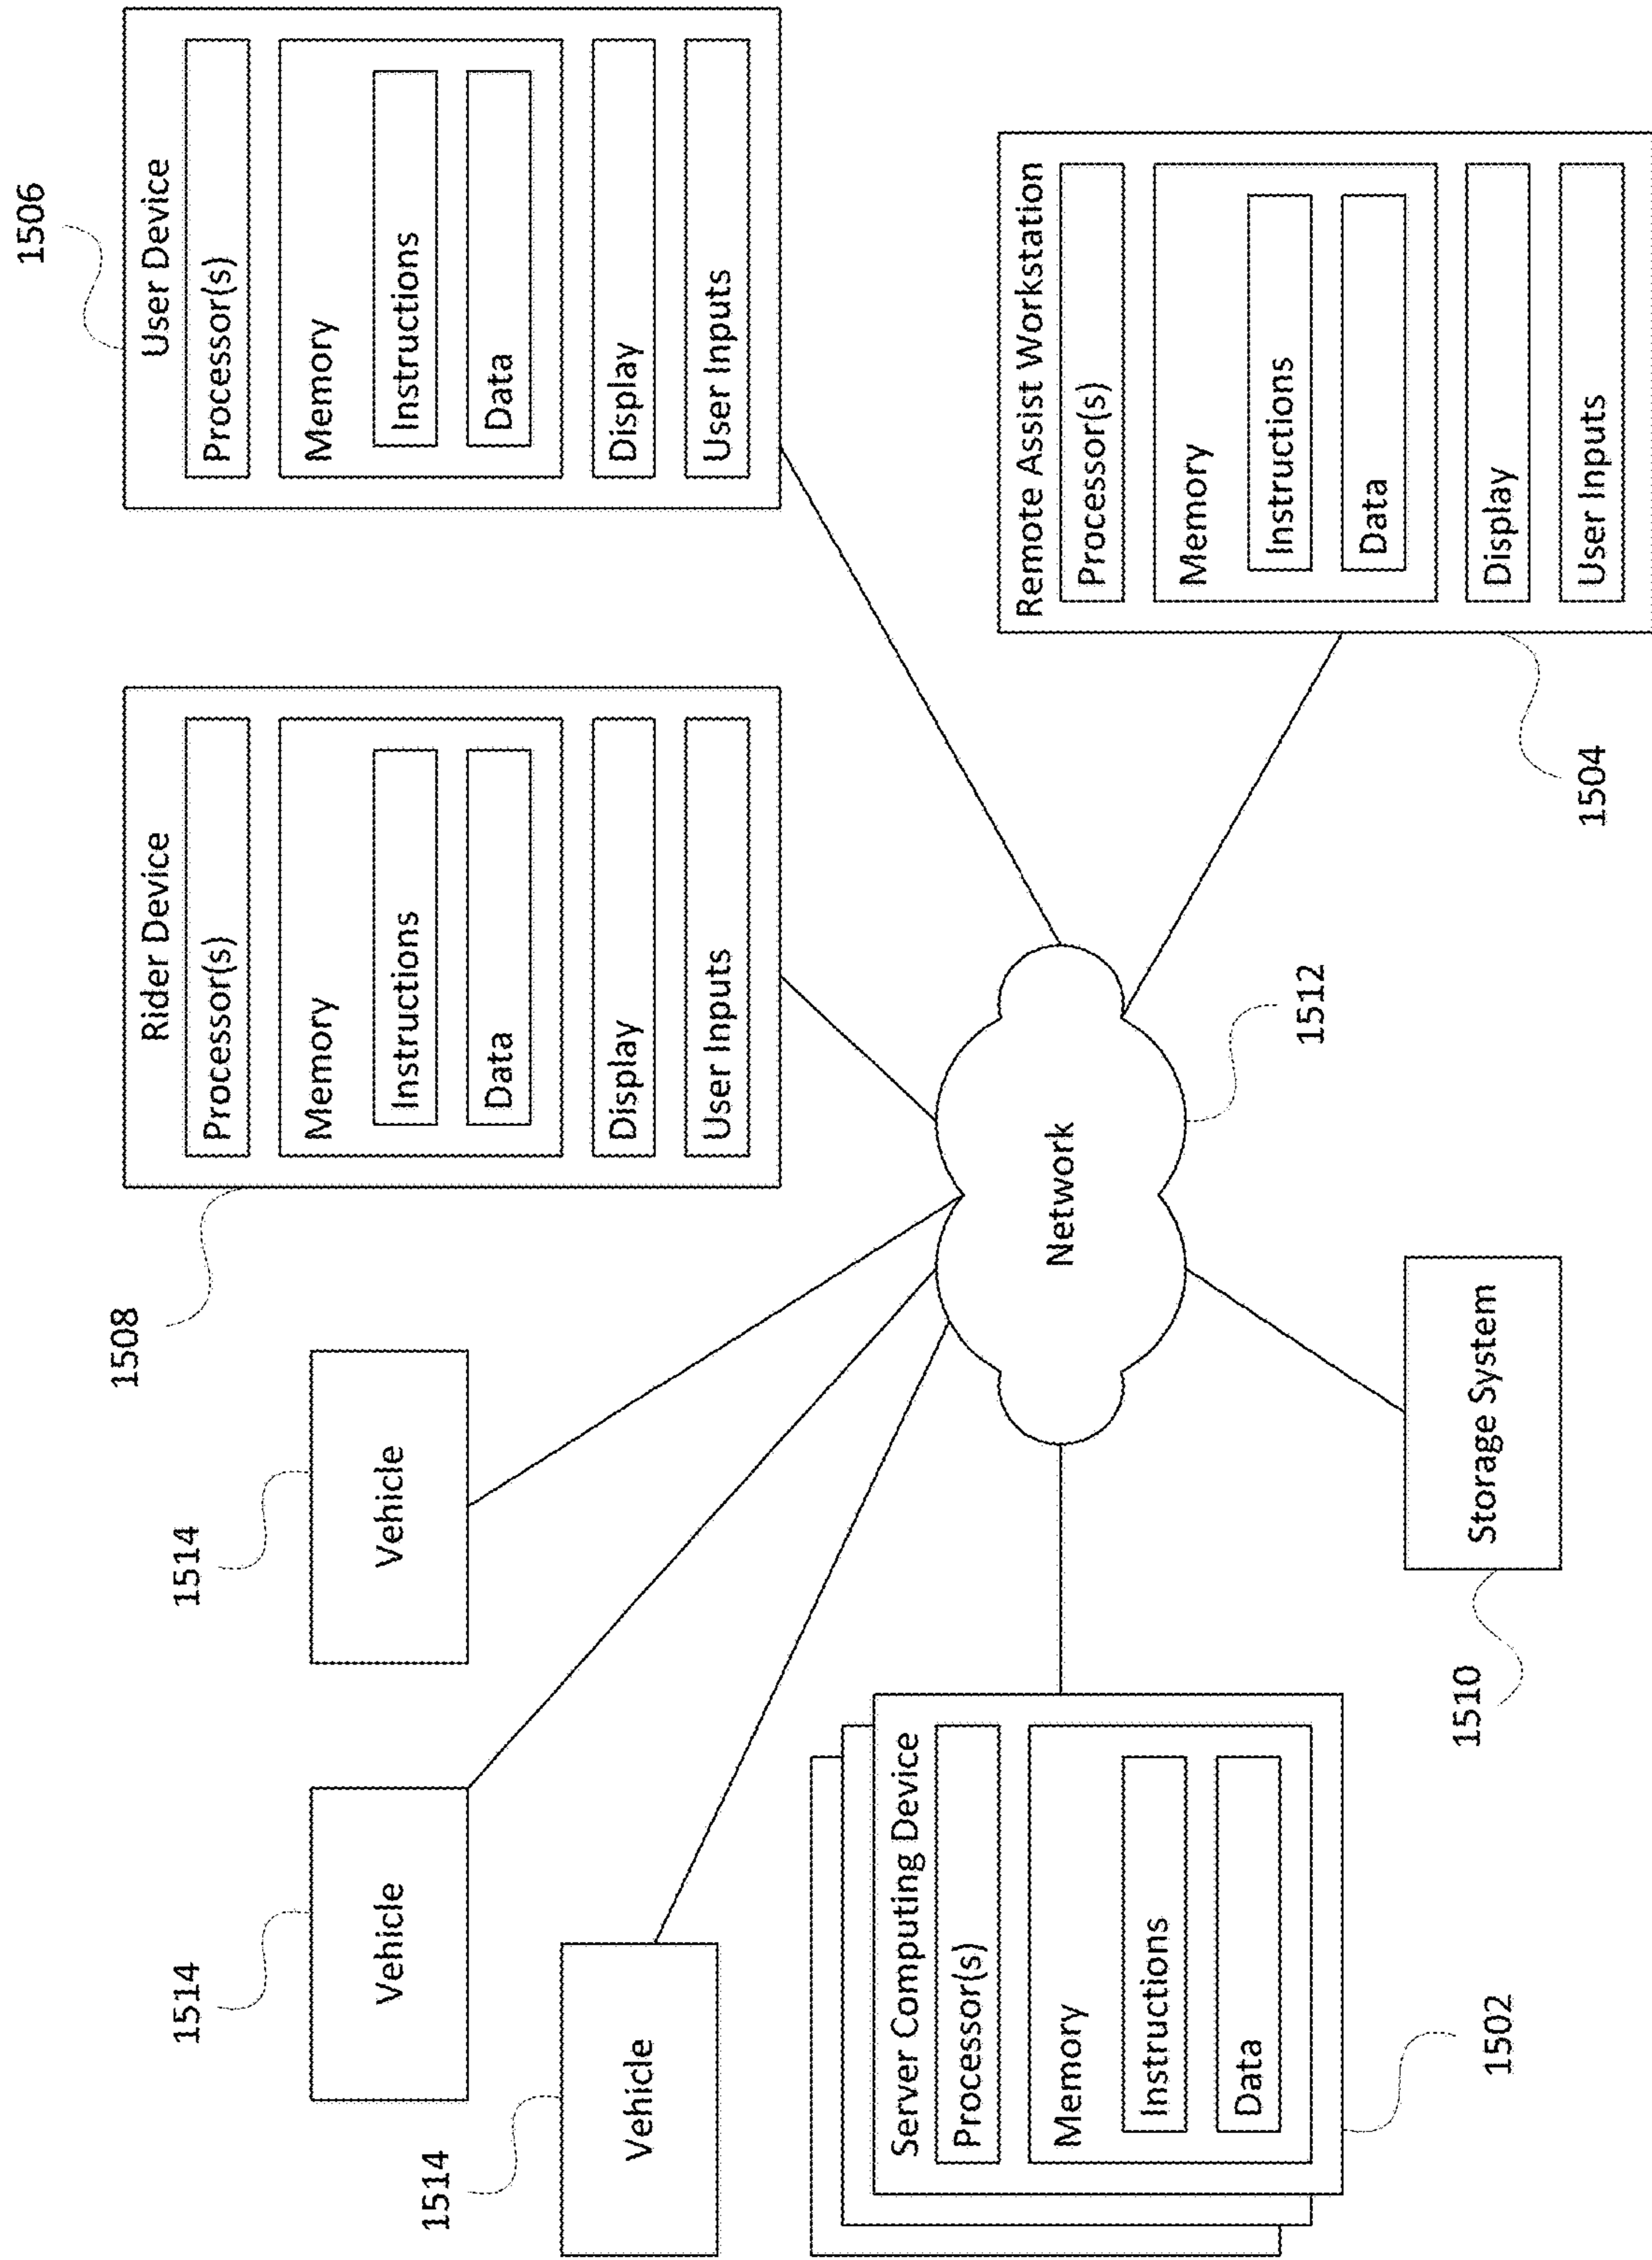 1514
Vehicle
1514
Vehicle
1514
Vehicle
1508
Rider Device
Processor(s)
Memory
Instructions
Data
Display
User Inputs
1506
User Device
Processor(s)
Memory
Instructions
Data
Display
User Inputs
Server Computing Device
Processor(s)
Memory
Instructions
Data
1502
Network
1512
Storage System
1510
Remote Assist Workstation
Processor(s)
Memory
Instructions
Data
Display
User Inputs
1504